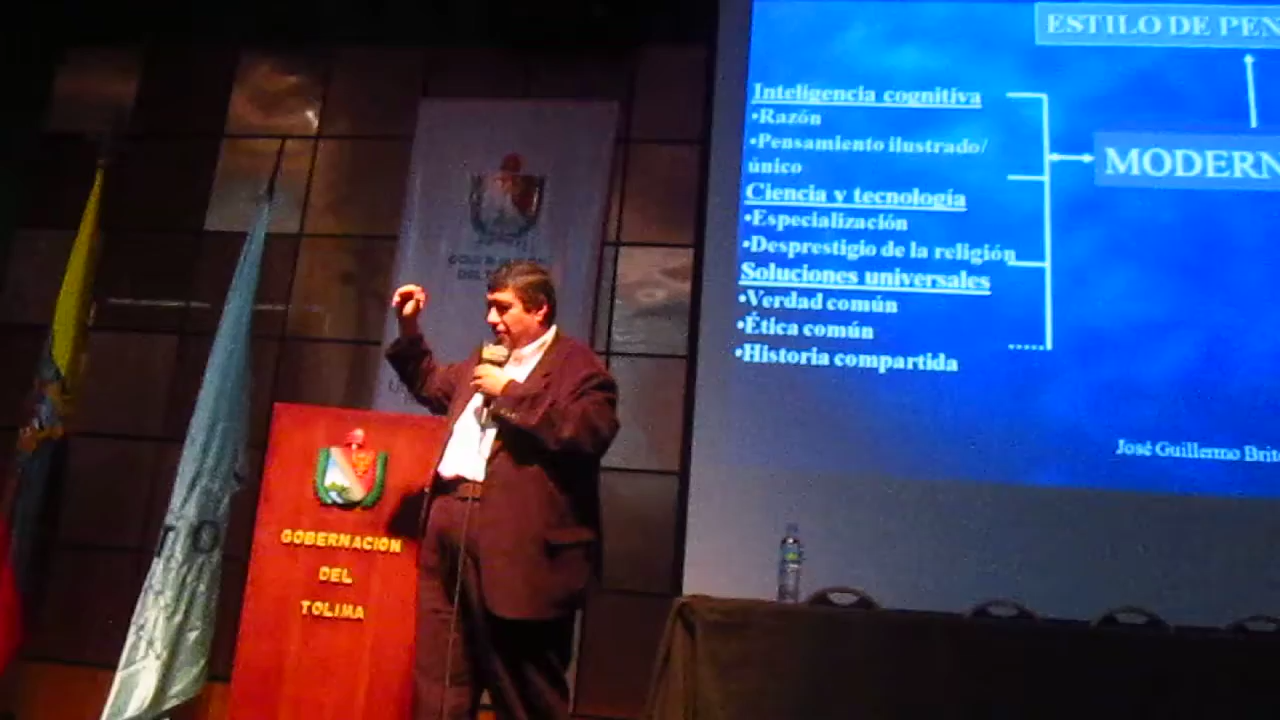 ESTILO DE PEN
Inteligencia cognitiva
•Razón
•Pensamiento ilustrado/
único
MODERN
Ciencia y tecnología
•Especialización
•Desprestigio de la religión
Soluciones universales
•Verdad común
•Ética común
•Historia compartida
José Guillermo Brit
GOBERNACION
DEL
TOLIMA